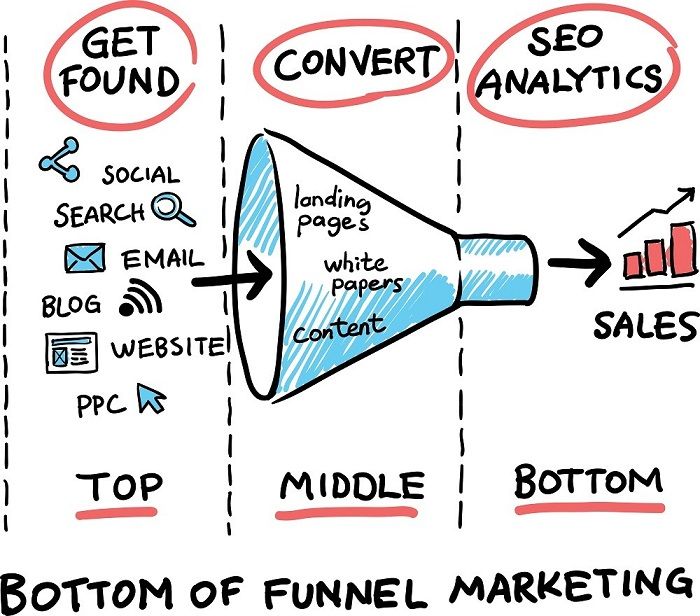 GET
FOUND
CONVERT
SEO
ANALYTICS
SOCIAL
SEARCH
EMAIL
BLOG
WEBSITE
PPC
landing
pages
white
papers
content
SALES
TOP
MIDDLE
BOTTOM
BOTTOM OF FUNNEL MARKETING